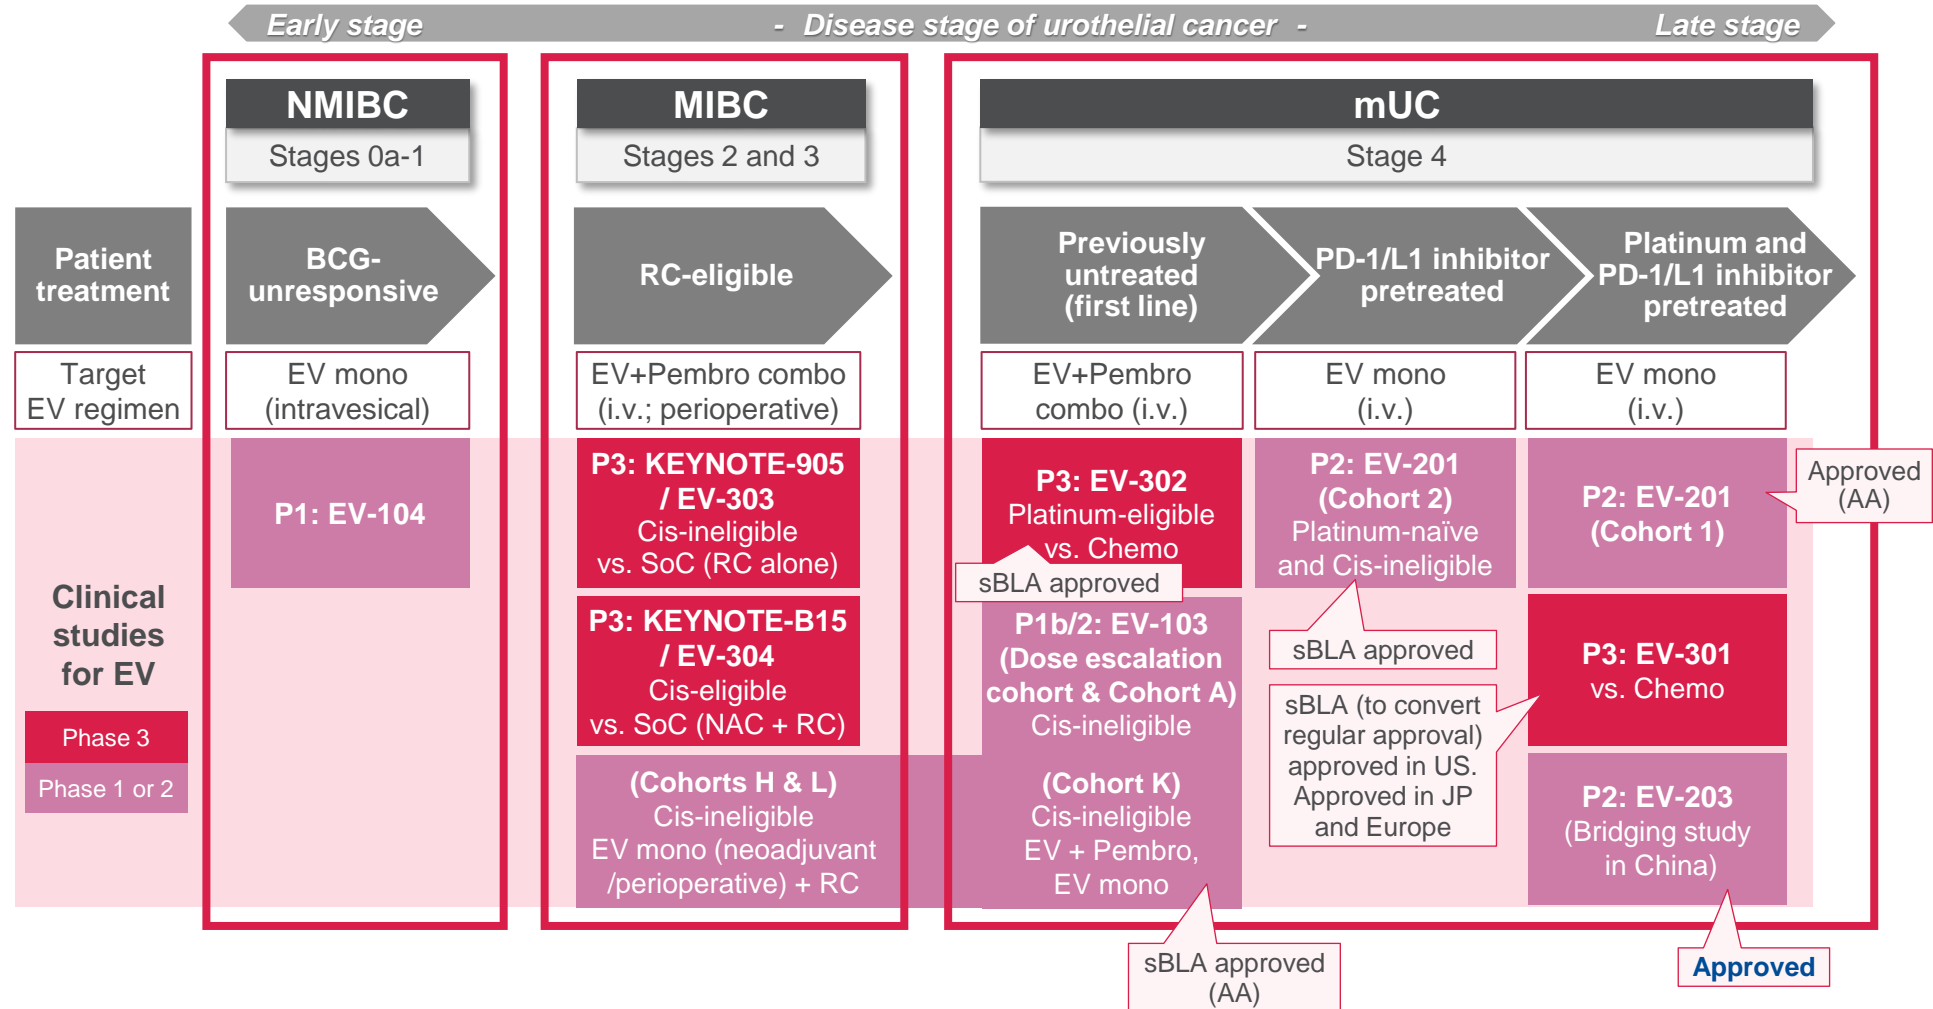 Early stage - Disease stage of urothelial cancer - Late stage
NMIBC
Stages 0a-1
MIBC
Stages 2 and 3
mUC
Stage 4
Patient
treatment
BCG-
unresponsive
RC-eligible
Previously
untreated
(first line)
PD-1/L1 inhibitor
pretreated
Platinum and
PD-1/L1 inhibitor
pretreated
Target
EV regimen
EV mono
(intravesical)
EV+Pembro combo
(i.v.; perioperative)
EV+Pembro
combo (i.v.)
EV mono
(i.v.)
EV mono
(i.v.)
Clinical
studies
for EV
Phase 3
Phase 1 or 2
P1: EV-104
P3: KEYNOTE-905
/ EV-303
Cis-ineligible
vs. SoC (RC alone)
P3: KEYNOTE-B15
/ EV-304
Cis-eligible
vs. SoC (NAC + RC)
(Cohorts H & L)
Cis-ineligible
EV mono (neoadjuvant
/perioperative) + RC
P3: EV-302
Platinum-eligible
vs. Chemo
sBLA approved
P1b/2: EV-103
(Dose escalation
cohort & Cohort A)
Cis-ineligible
(Cohort K)
Cis-ineligible
EV + Pembro,
EV mono
sBLA approved
(AA)
P2: EV-201
(Cohort 2)
Platinum-naïve
and Cis-ineligible
sBLA approved
sBLA (to convert
regular approval)
approved in US.
Approved in JP
and Europe
P2: EV-201
(Cohort 1)
Approved
(AA)
P3: EV-301
vs. Chemo
P2: EV-203
(Bridging study
in China)
Approved